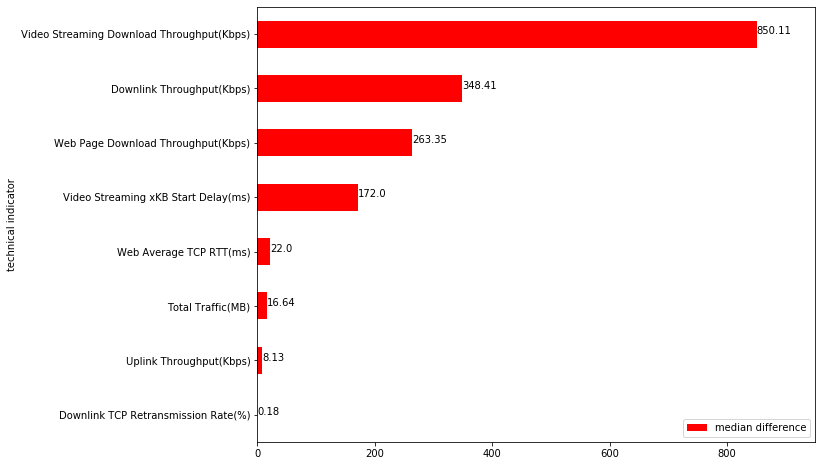 Video Streaming Download Throughput(Kbps)
850.11
Downlink Throughput(Kbps)
348.41
Web Page Download Throughput(Kbps)
263.35
Video Streaming xKB Start Delay(ms)
172.0
technical indicator
Web Average TCP RTT(ms)
22.0
Total Traffic(MB)
16.64
Uplink Throughput(Kbps)
8.13
Downlink TCP Retransmission Rate(%)
0.18
median difference
0
200
400
600
800